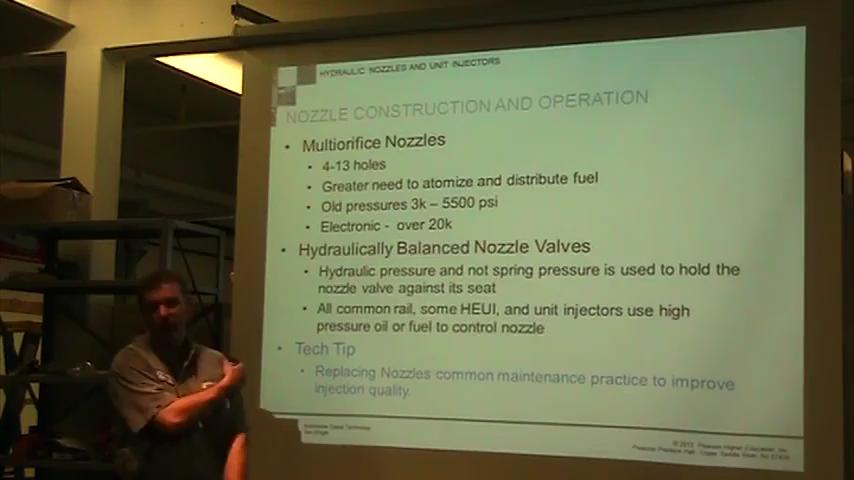 HYDRAULIC NOZZLES AND UNIT INJECTORS
NOZZLE CONSTRUCTION AND OPERATION
• Multiorifice Nozzles
• 4-13 holes
• Greater need to atomize and distribute fuel
• Old pressures 3k – 5500 psi
• Electronic - over 20k
• Hydraulically Balanced Nozzle Valves
• Hydraulic pressure and not spring pressure is used to hold the
nozzle valve against its seat
• All common rail, some HEUI, and unit injectors use high
pressure oil or fuel to control nozzle
• Tech Tip
• Replacing Nozzles common maintenance practice to improve
injection quality.